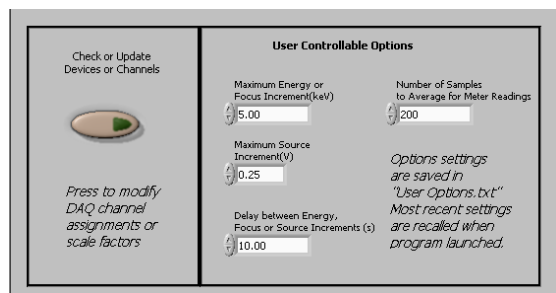 Check or Update
Devices or Channels
Press to modify
DAQ channel
assignments or
scale factors
User Controllable Options
Maximum Energy or
Focus Increment(keV)
5.00
Maximum Source
Increment(V)
0.25
Delay between Energy,
Focus or Source Increments (s)
10.00
Number of Samples
to Average for Meter Readings
200
Options settings
are saved in
"User Options.txt"
Most recent settings
are recalled when
program launched.